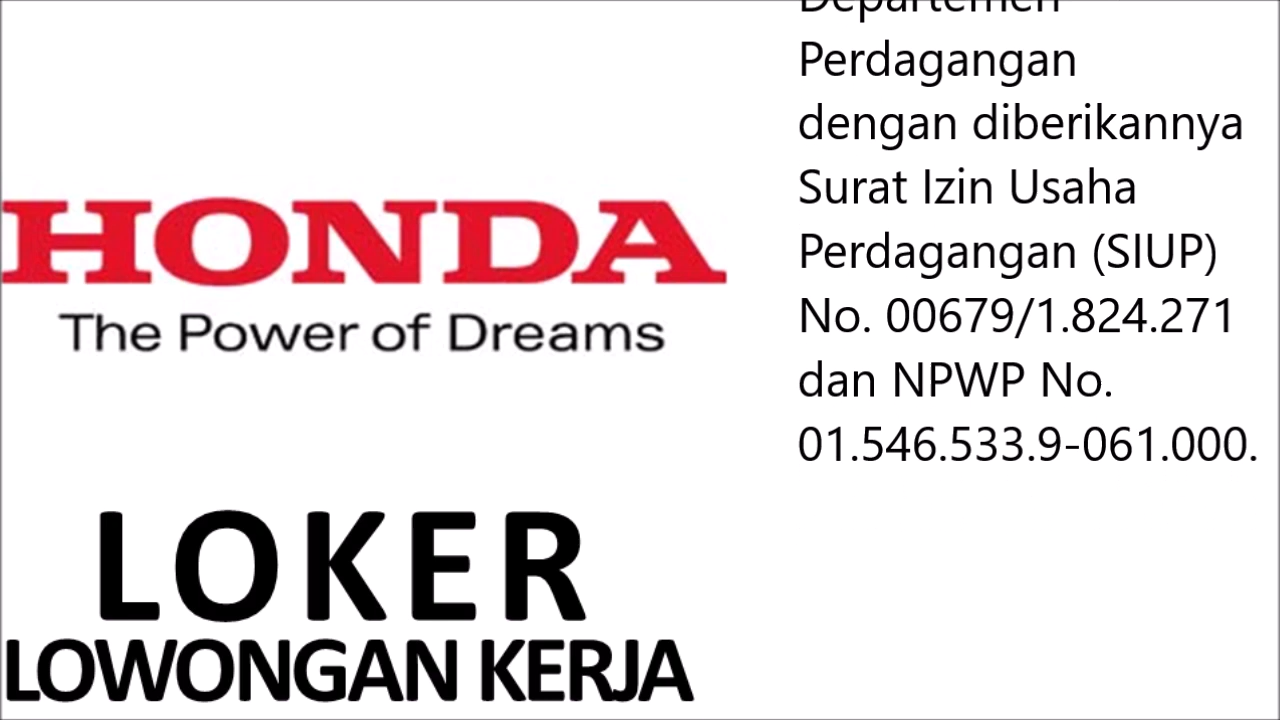 HONDA
The Power of Dreams
LOKER
LOWONGAN KERJA
Departemen
Perdagangan
dengan diberikannya
Surat Izin Usaha
Perdagangan (SIUP)
No. 00679/1.824.271
dan NPWP No.
01.546.533.9-061.000.